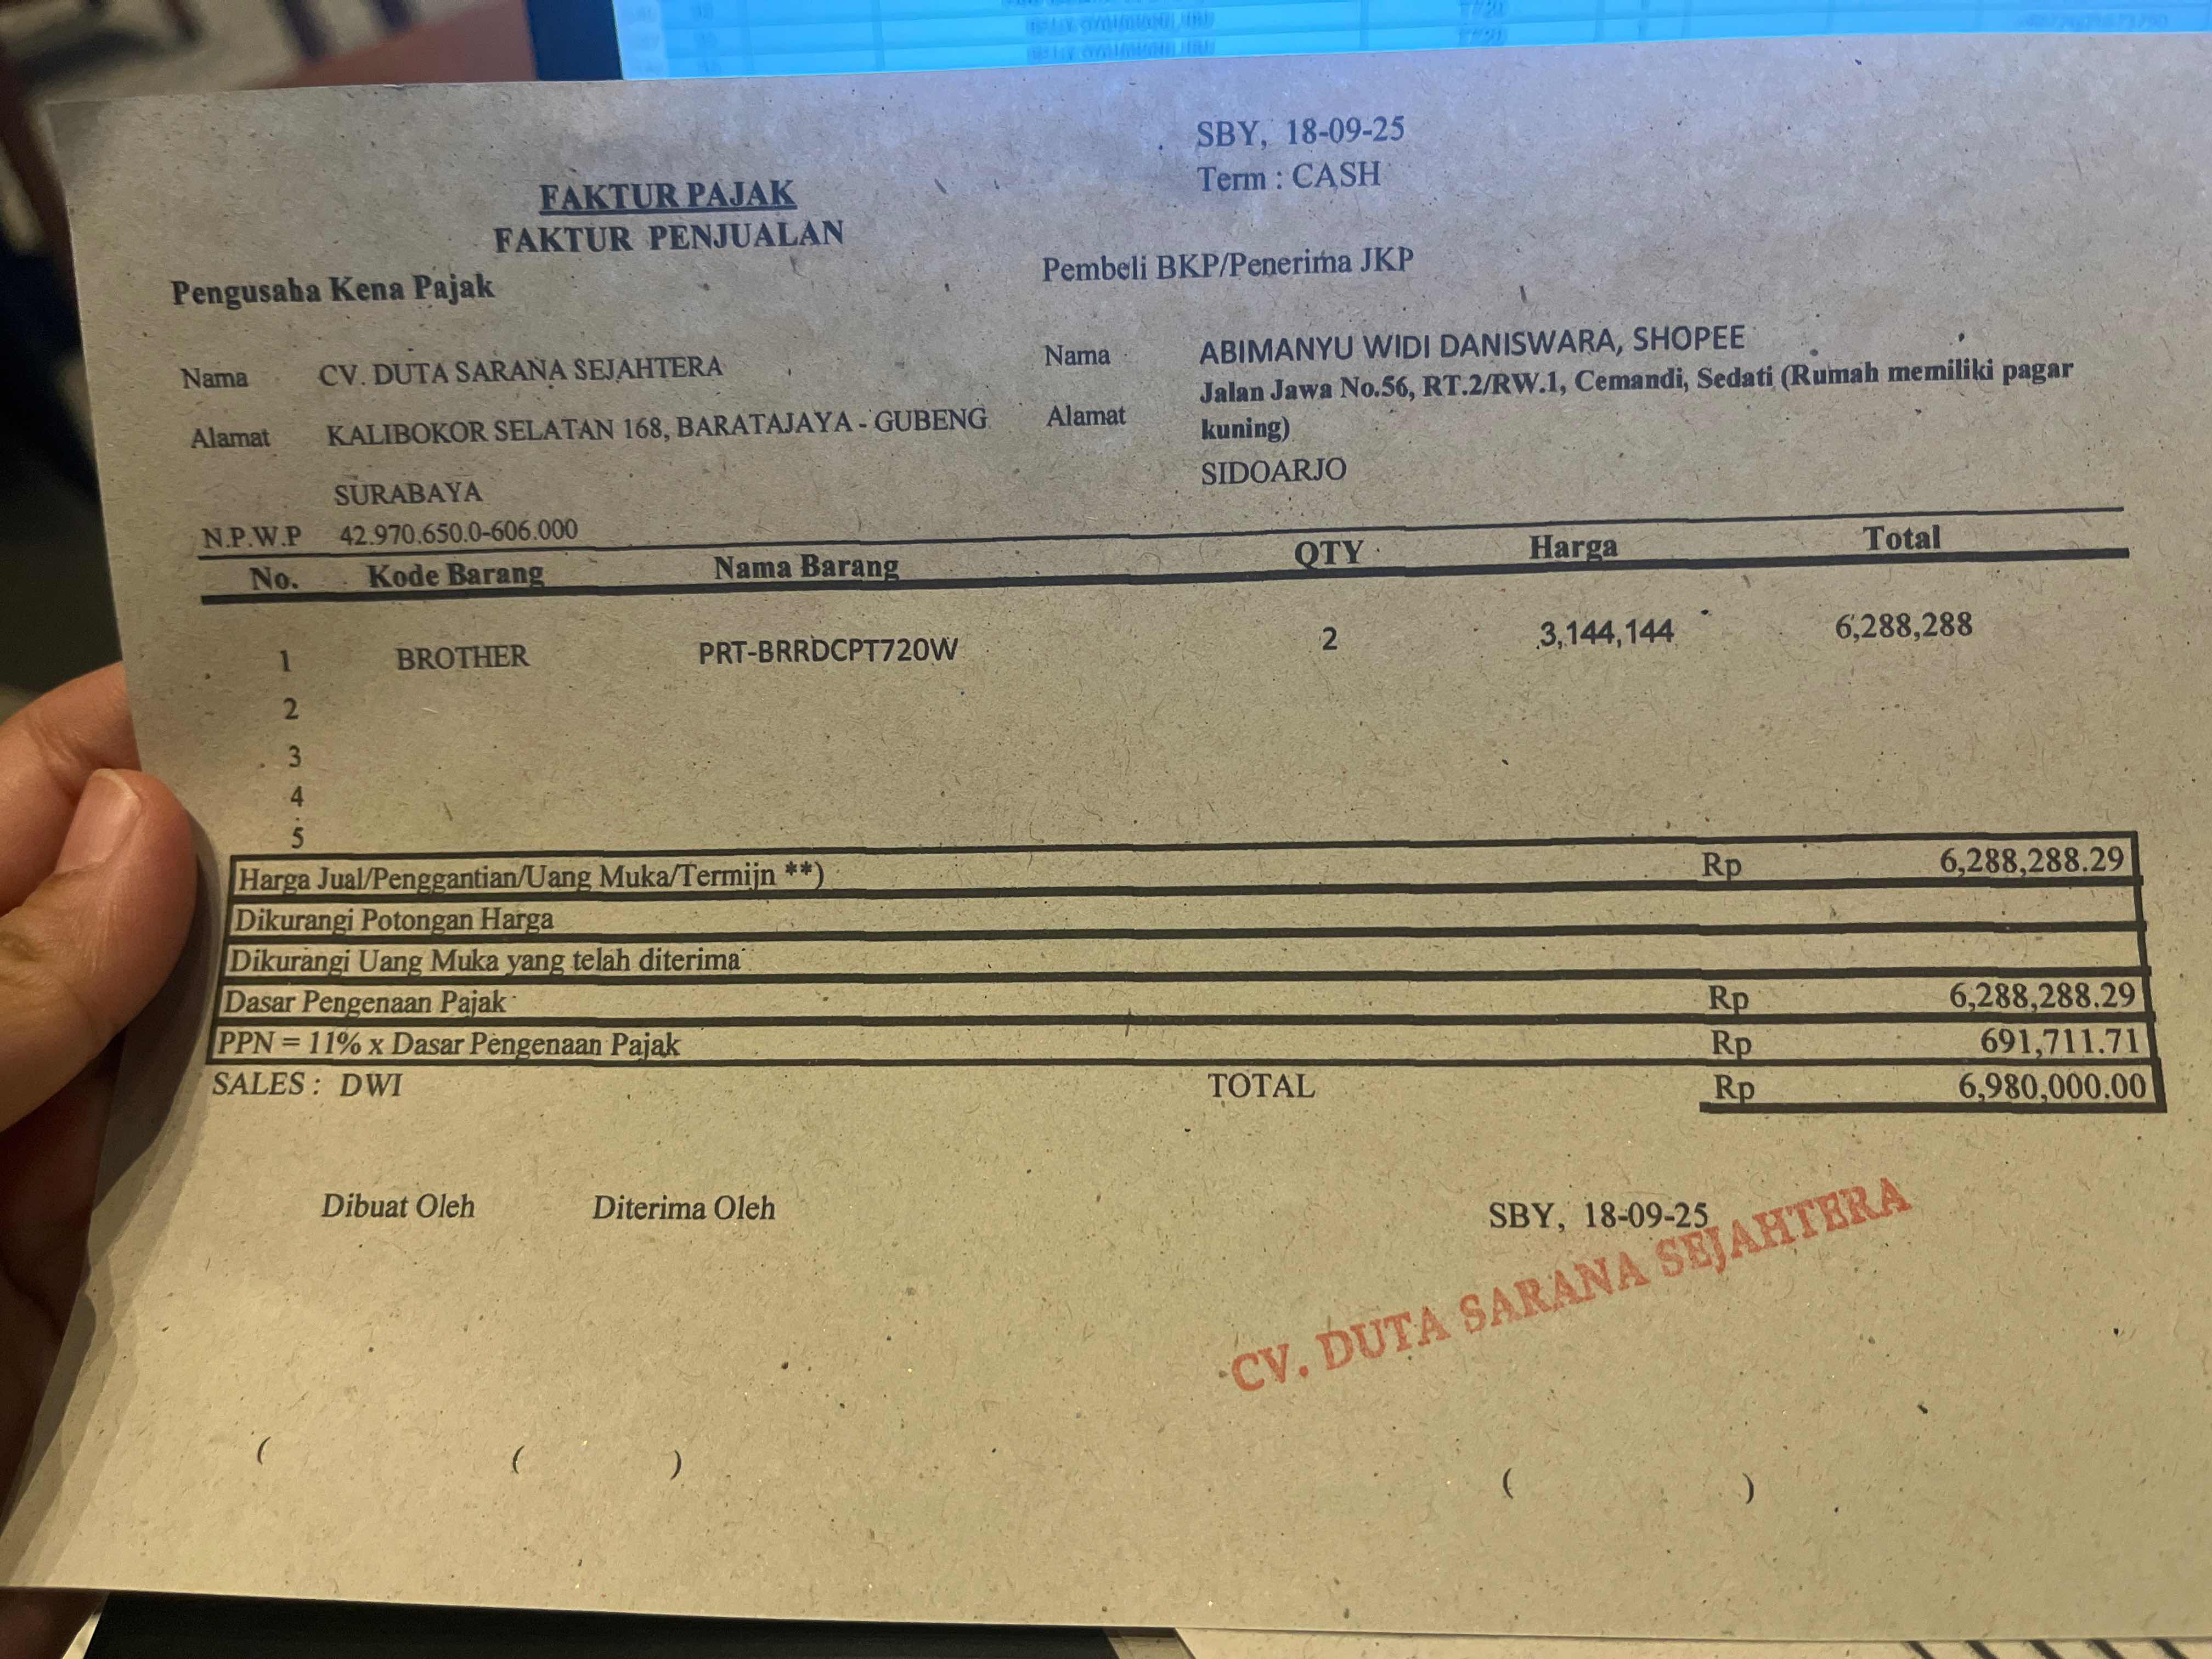 SBY, 18-09-25
Term : CASH
FAKTUR PAJAK
FAKTUR PENJUALAN
Pengusaha Kena Pajak
Pembeli BKP/Penerima JKP
Nama CV. DUTA SARANA SEJAHTERA
Alamat KALIBOKOR SELATAN 168, BARATAJAYA - GUBENG
SURABAYA
N.P.W.P 42.970.650.0-606.000
Nama ABIMANYU WIDI DANISWARA, SHOPEE
Jalan Jawa No.56, RT.2/RW.1, Cemandi, Sedati (Rumah memiliki pagar
Alamat kuning)
SIDOARJO
No. Kode Barang Nama Barang QTY Harga Total
1 BROTHER PRT-BRRDCPT720W 2 3,144,144 6,288,288
2
3
4
5
Harga Jual/Penggantian/Uang Muka/Termijn **) Rp 6,288,288.29
Dikurangi Potongan Harga
Dikurangi Uang Muka yang telah diterima
Dasar Pengenaan Pajak Rp 6,288,288.29
PPN = 11% x Dasar Pengenaan Pajak Rp 691,711.71
SALES : DWI TOTAL Rp 6,980,000.00
Dibuat Oleh Diterima Oleh SBY, 18-09-25
CV. DUTA SARANA SEJAHTERA
( ( ) ( )